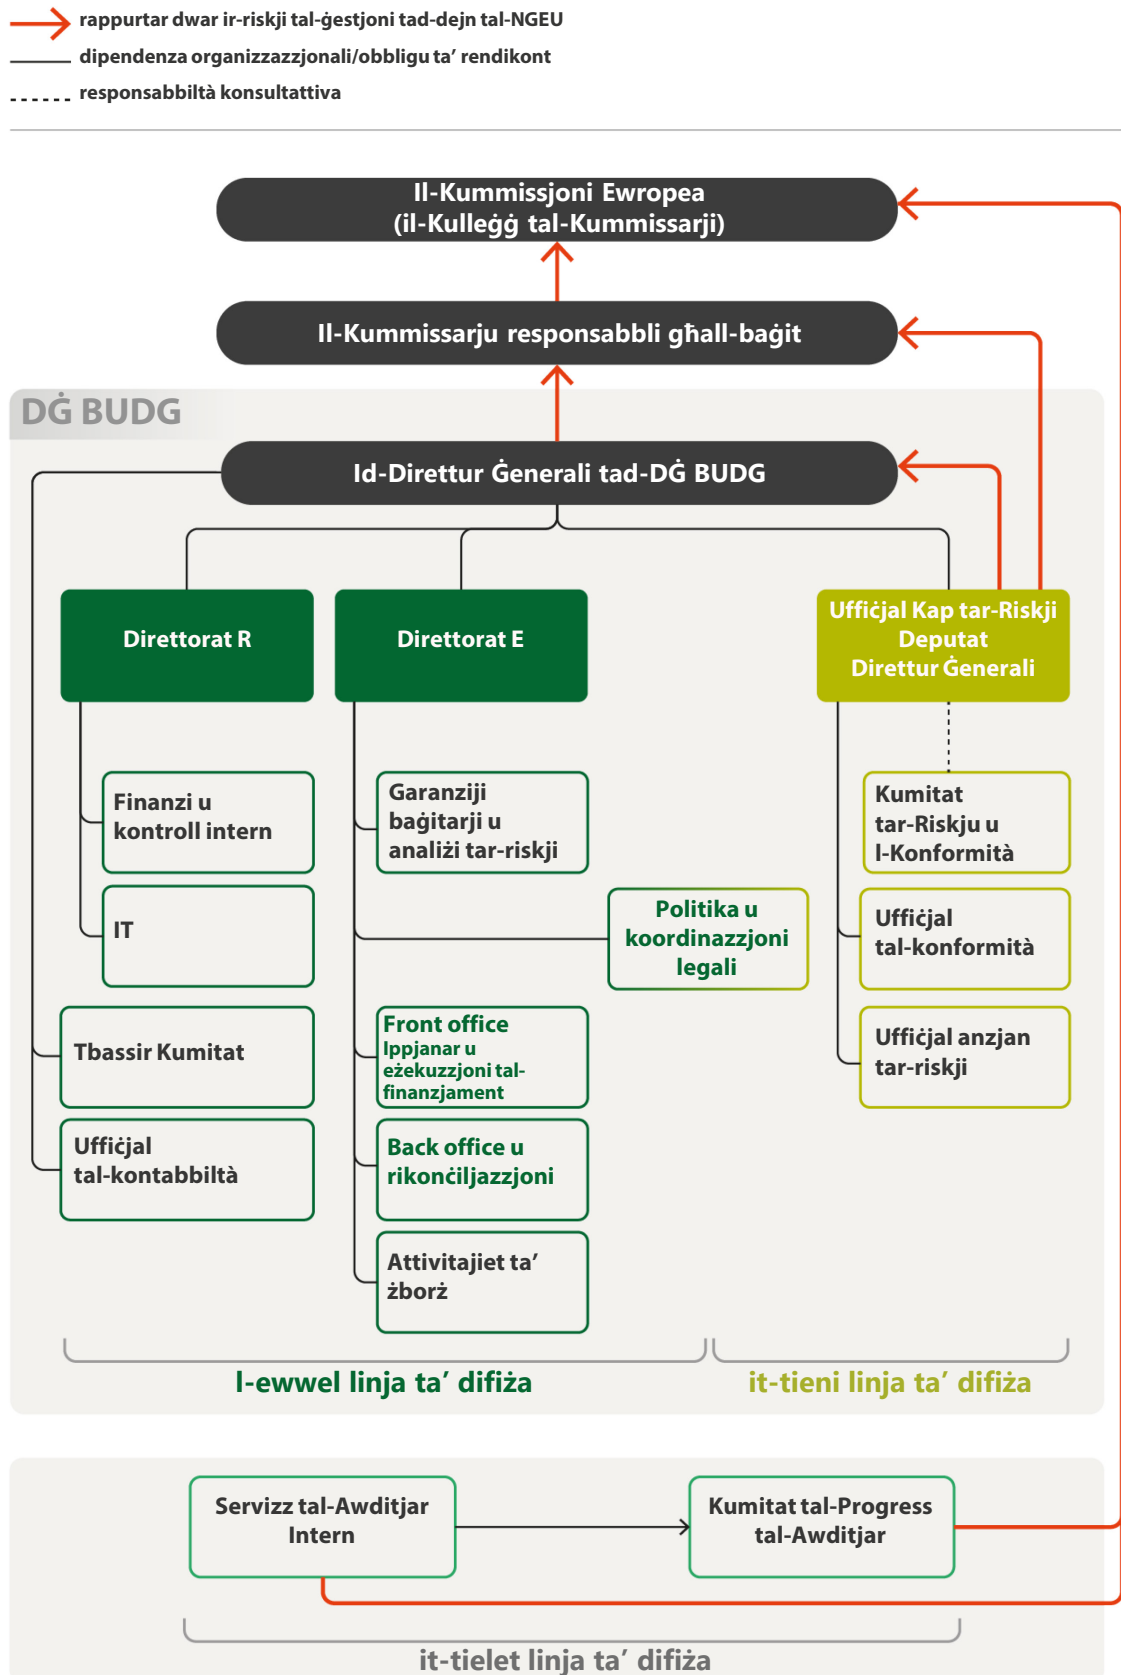 rappurtar dwar ir-riskji tal-ġestjoni tad-dejn tal-NGEU
dipendenza organizzazzjonali/obbligu ta’ rendikont
responsabbiltà konsultattiva
Il-Kummissjoni Ewropea
(il-Kulleġġ tal-Kummissarji)
Il-Kummissarju responsabbli għall-baġit
DĠ BUDG
Id-Direttur Ġenerali tad-DĠ BUDG
Direttorat R
Direttorat E
Uffiċjal Kap tar-Riskji
Deputat
Direttur Ġenerali
Finanzi u
kontroll intern
Garanziji
baġitarji u
analiżi tar-riskji
Kumitat
tar-Riskju u
l-Konformità
IT
Politika u
koordinazzjoni
legali
Uffiċjal
tal-konformità
Tbassir Kumitat
Front office
Ippjanar u
eżekuzzjoni tal-
finanzjament
Uffiċjal anzjan
tar-riskji
Uffiċjal
tal-kontabbiltà
Back office u
rikonċiljazzjoni
Attivitajiet ta’
żborż
l-ewwel linja ta’ difiża
it-tieni linja ta’ difiża
Servizz tal-Awditjar
Intern
Kumitat tal-Progress
tal-Awditjar
it-tielet linja ta’ difiża